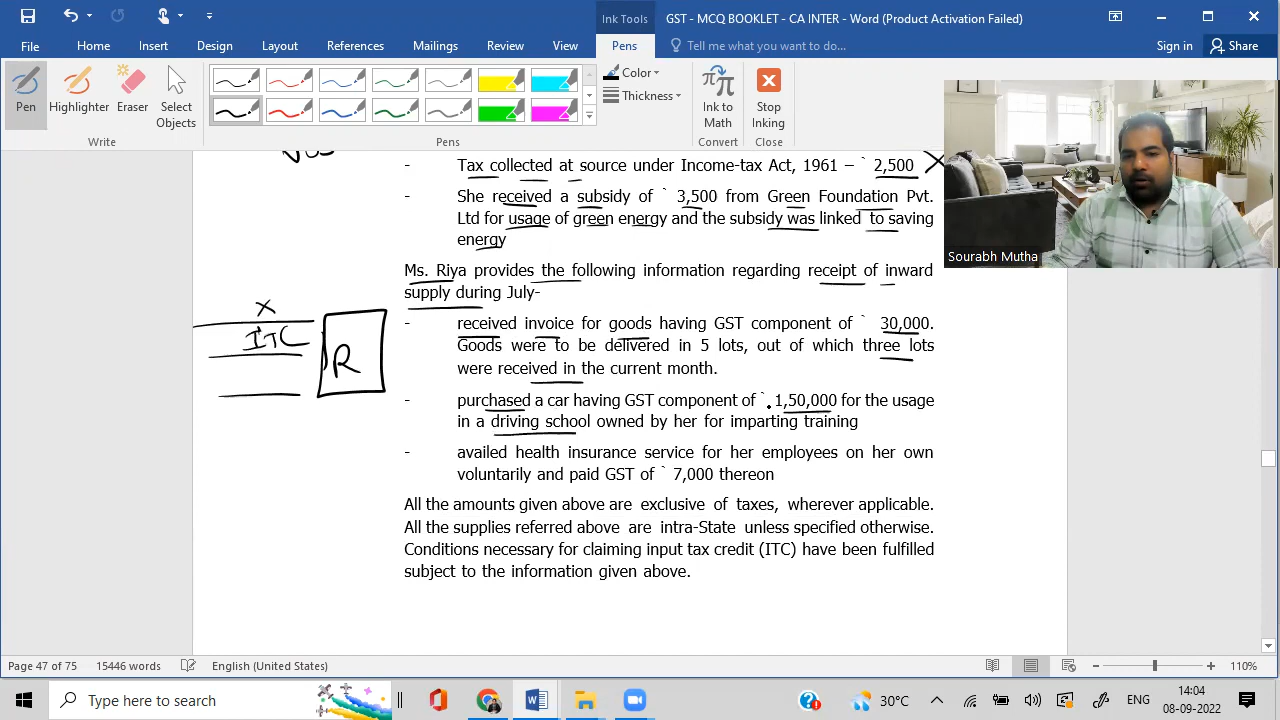 GST - MCQ BOOKLET - CA INTER - Word (Product Activation Failed)
Ink Tools
File Home Insert Design Layout References Mailings Review View Pens Tell me what you want to do... Sign in Share
Pen Highlighter Eraser Select Objects
Color
Thickness
Ink to Math
Stop Inking
Write Pens Convert Close
- Tax collected at source under Income-tax Act, 1961 – ` 2,500
- She received a subsidy of ` 3,500 from Green Foundation Pvt.
Ltd for usage of green energy and the subsidy was linked to saving
energy
Ms. Riya provides the following information regarding receipt of inward
supply during July-
- received invoice for goods having GST component of ` 30,000.
Goods were to be delivered in 5 lots, out of which three lots
were received in the current month.
- purchased a car having GST component of ` 1,50,000 for the usage
in a driving school owned by her for imparting training
- availed health insurance service for her employees on her own
voluntarily and paid GST of ` 7,000 thereon
All the amounts given above are exclusive of taxes, wherever applicable.
All the supplies referred above are intra-State unless specified otherwise.
Conditions necessary for claiming input tax credit (ITC) have been fulfilled
subject to the information given above.
X
ITC
R
Sourabh Mutha
Page 47 of 75 15446 words English (United States) 110%
Type here to search
30°C ENG 14:04
08-09-2022